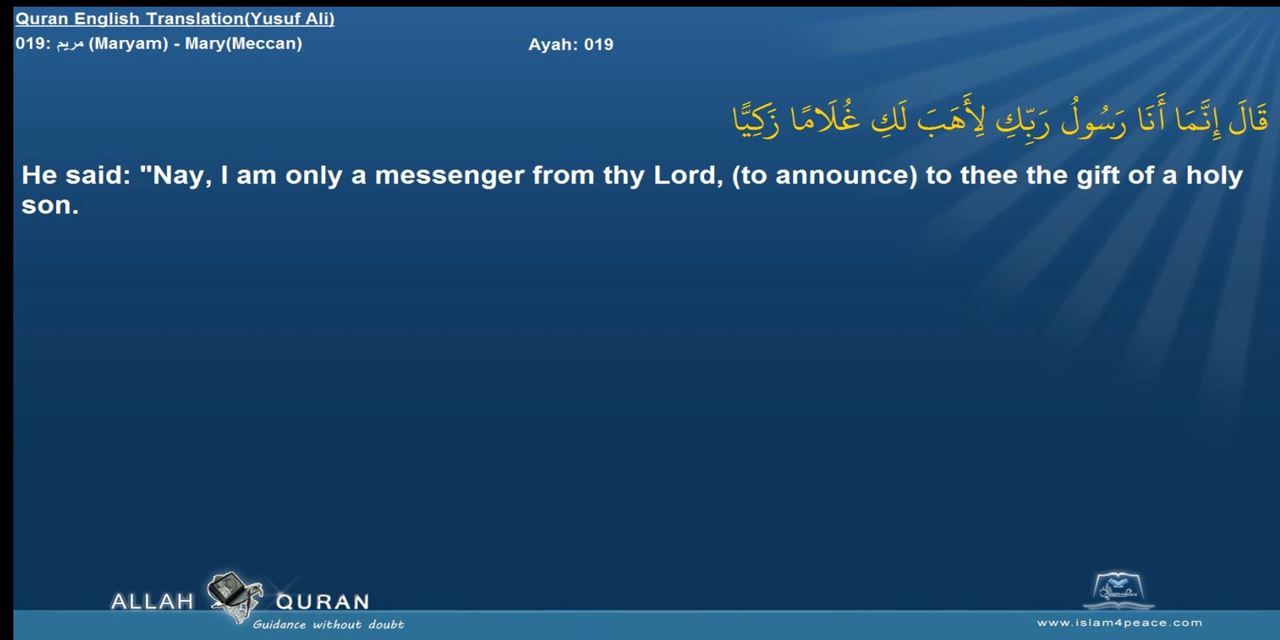 Quran English Translation(Yusuf Ali)
019: مريم (Maryam) - Mary(Meccan) Ayah: 019
قَالَ إِنَّمَا أَنَا رَسُولُ رَبِّكِ لِأَهَبَ لَكِ غُلَامًا زَكِيًّا
He said: "Nay, I am only a messenger from thy Lord, (to announce) to thee the gift of a holy
son.
ALLAH QURAN
Guidance without doubt
www.islam4peace.com